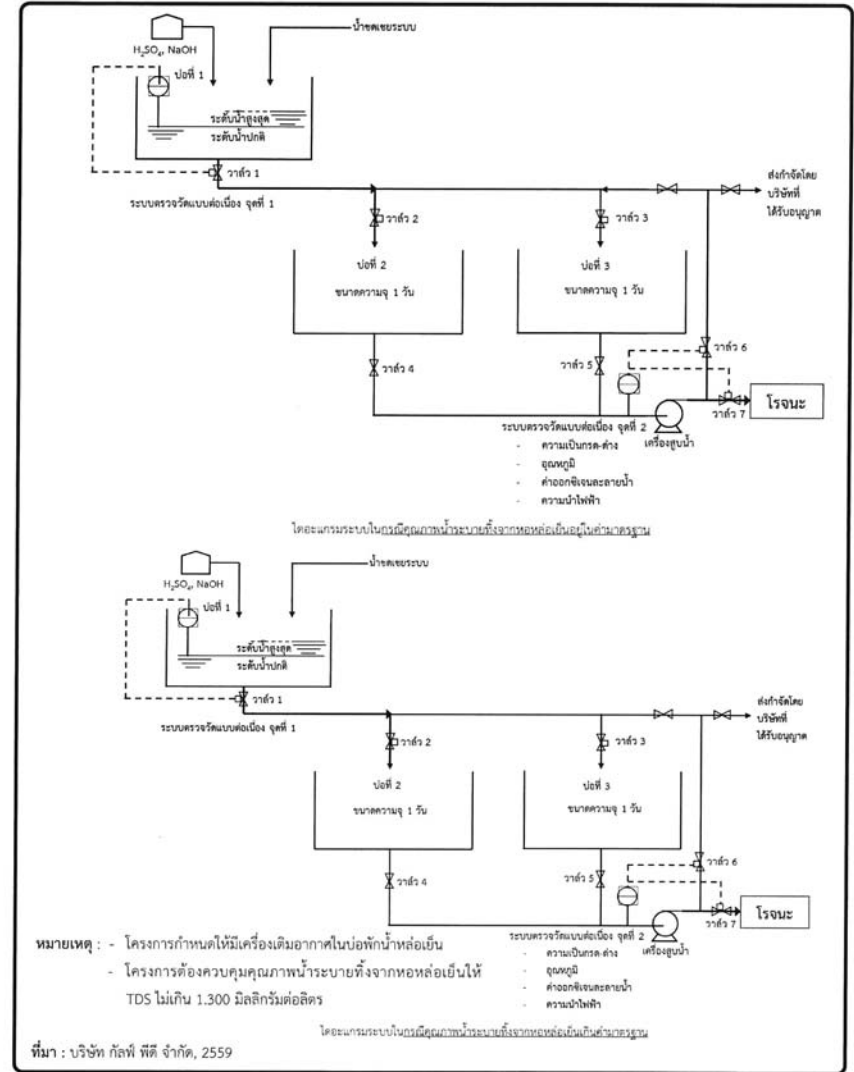 น้ำชดเชยระบบ
H₂SO₄, NaOH
บ่อที่ 1
ระดับน้ำสูงสุด
ระดับน้ำปกติ
วาล์ว 1
ระบบตรวจวัดแบบต่อเนื่อง จุดที่ 1
ส่งกำจัดโดย
บริษัทที่
ได้รับอนุญาต
วาล์ว 2
วาล์ว 3
บ่อที่ 2
ขนาดความจุ 1 วัน
บ่อที่ 3
ขนาดความจุ 1 วัน
วาล์ว 4
วาล์ว 5
วาล์ว 6
วาล์ว 7
โรจนะ
เครื่องสูบน้ำ
ระบบตรวจวัดแบบต่อเนื่อง จุดที่ 2
- ความเป็นกรด-ด่าง
- อุณหภูมิ
- ค่าออกซิเจนละลายน้ำ
- ความนำไฟฟ้า
ไดอะแกรมระบบในกรณีคุณภาพน้ำระบายทิ้งจากหอหล่อเย็นอยู่ในค่ามาตรฐาน
น้ำชดเชยระบบ
H₂SO₄, NaOH
บ่อที่ 1
ระดับน้ำสูงสุด
ระดับน้ำปกติ
วาล์ว 1
ระบบตรวจวัดแบบต่อเนื่อง จุดที่ 1
ส่งกำจัดโดย
บริษัทที่
ได้รับอนุญาต
วาล์ว 2
วาล์ว 3
บ่อที่ 2
ขนาดความจุ 1 วัน
บ่อที่ 3
ขนาดความจุ 1 วัน
วาล์ว 4
วาล์ว 5
วาล์ว 6
วาล์ว 7
โรจนะ
เครื่องสูบน้ำ
ระบบตรวจวัดแบบต่อเนื่อง จุดที่ 2
- ความเป็นกรด-ด่าง
- อุณหภูมิ
- ค่าออกซิเจนละลายน้ำ
- ความนำไฟฟ้า
หมายเหตุ : - โครงการกำหนดให้มีเครื่องเติมอากาศในบ่อพักน้ำหล่อเย็น
- โครงการต้องควบคุมคุณภาพน้ำระบายทิ้งจากหอหล่อเย็นให้
TDS ไม่เกิน 1.300 มิลลิกรัมต่อลิตร
ไดอะแกรมระบบในกรณีคุณภาพน้ำระบายทิ้งจากหอหล่อเย็นเกินค่ามาตรฐาน
ที่มา : บริษัท กัลฟ์ พีดี จำกัด, 2559